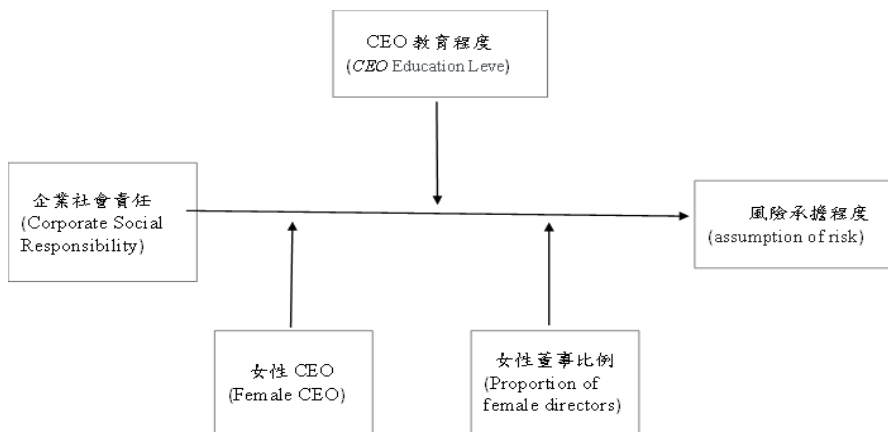 CEO 教育程度
(CEO Education Leve)
企業社會責任
(Corporate Social
Responsibility)
風險承擔程度
(assumption of risk)
女性 CEO
(Female CEO)
女性董事比例
(Proportion of
female directors)